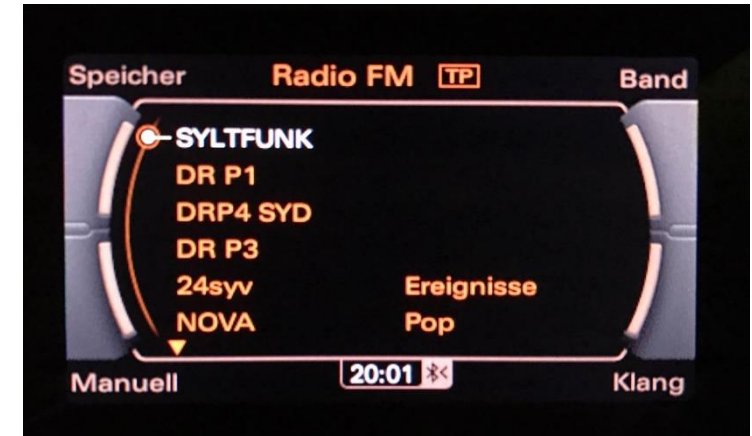 Speicher Radio FM TP Band
SYLTFUNK
DR P1
DRP4 SYD
DR P3
24syv Ereignisse
NOVA Pop
Manuell 20:01 Klang